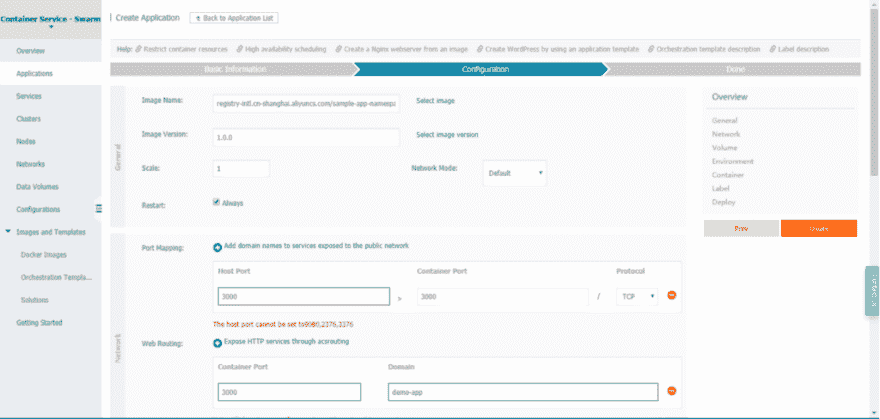 Container Service - Swarm
Create Application
Back to Application List
Overview
Applications
Services
Clusters
Nodes
Networks
Data Volumes
Configurations
Images and Templates
Docker Images
Orchestration Templa...
Solutions
Getting Started
Help: Restrict container resources High availability scheduling Create a Nginx webserver from an image Create WordPress by using an application template Orchestration template description Label description
Basic Information Configuration Done
General
Image Name: registry-intl.cn-shanghai.aliyuncs.com/sample-app-namespa Select image
Image Version: 1.0.0 Select image version
Scale: 1 Network Mode: Default
Restart: Always
Network
Port Mapping: Add domain names to services exposed to the public network
Host Port Container Port Protocol
3000 > 3000 / TCP
The host port cannot be set to9080,2376,3376
Web Routing: Expose HTTP services through acsrouting
Container Port Domain
3000 demo-app
Overview
General
Network
Volume
Environment
Container
Label
Deploy
Prev Create